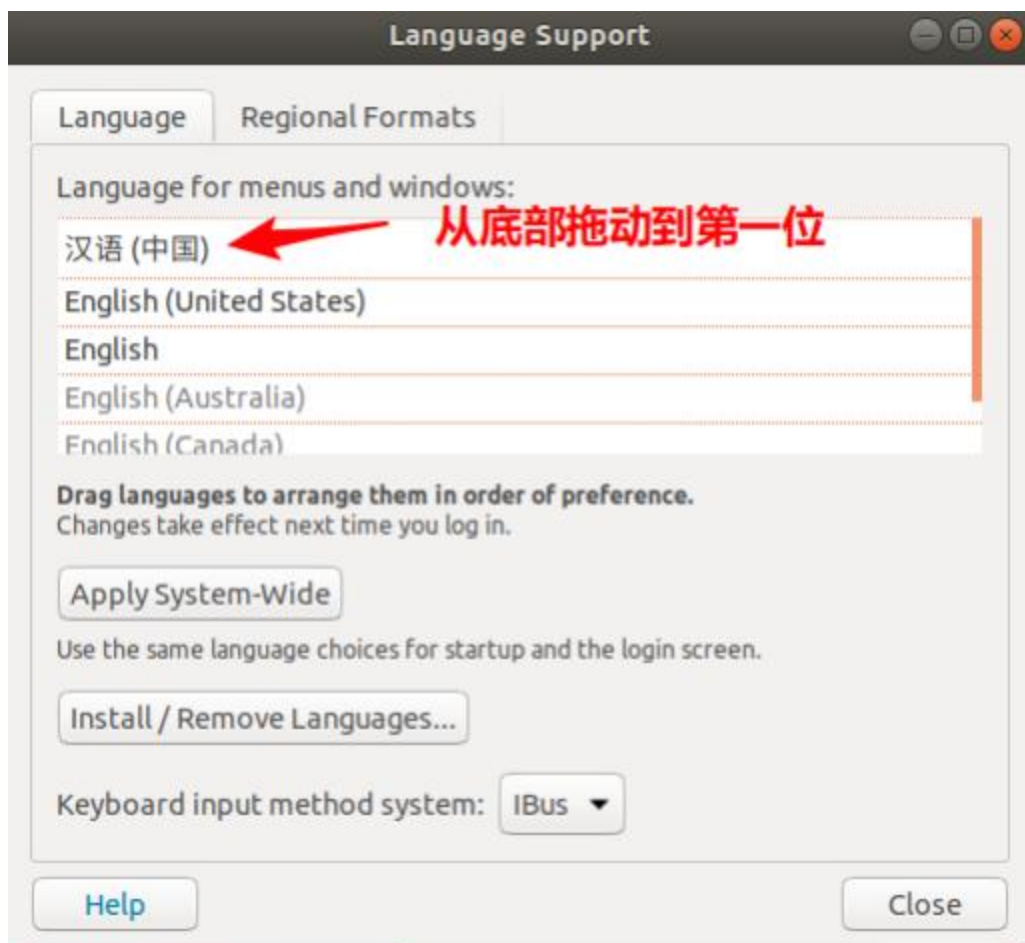 Language Support
Language
Regional Formats
Language for menus and windows:
从底部拖动到第一位
汉语 (中国)
English (United States)
English
English (Australia)
English (Canada)
Drag languages to arrange them in order of preference.
Changes take effect next time you log in.
Apply System-Wide
Use the same language choices for startup and the login screen.
Install / Remove Languages...
Keyboard input method system: IBus
Help
Close